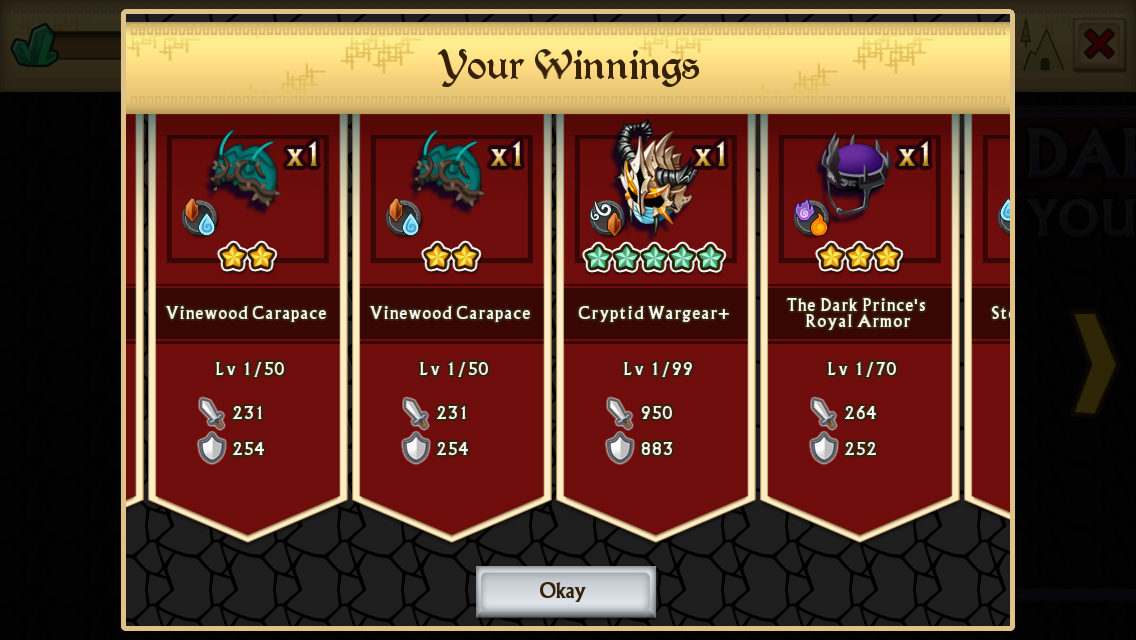 Your Winnings
x1
x1
x1
x1
Vinewood Carapace
Vinewood Carapace
Cryptid Wargear+
The Dark Prince's
Royal Armor
Lv 1/50
Lv 1/50
Lv 1/99
Lv 1/70
231
231
950
264
254
254
883
252
Okay
YOU